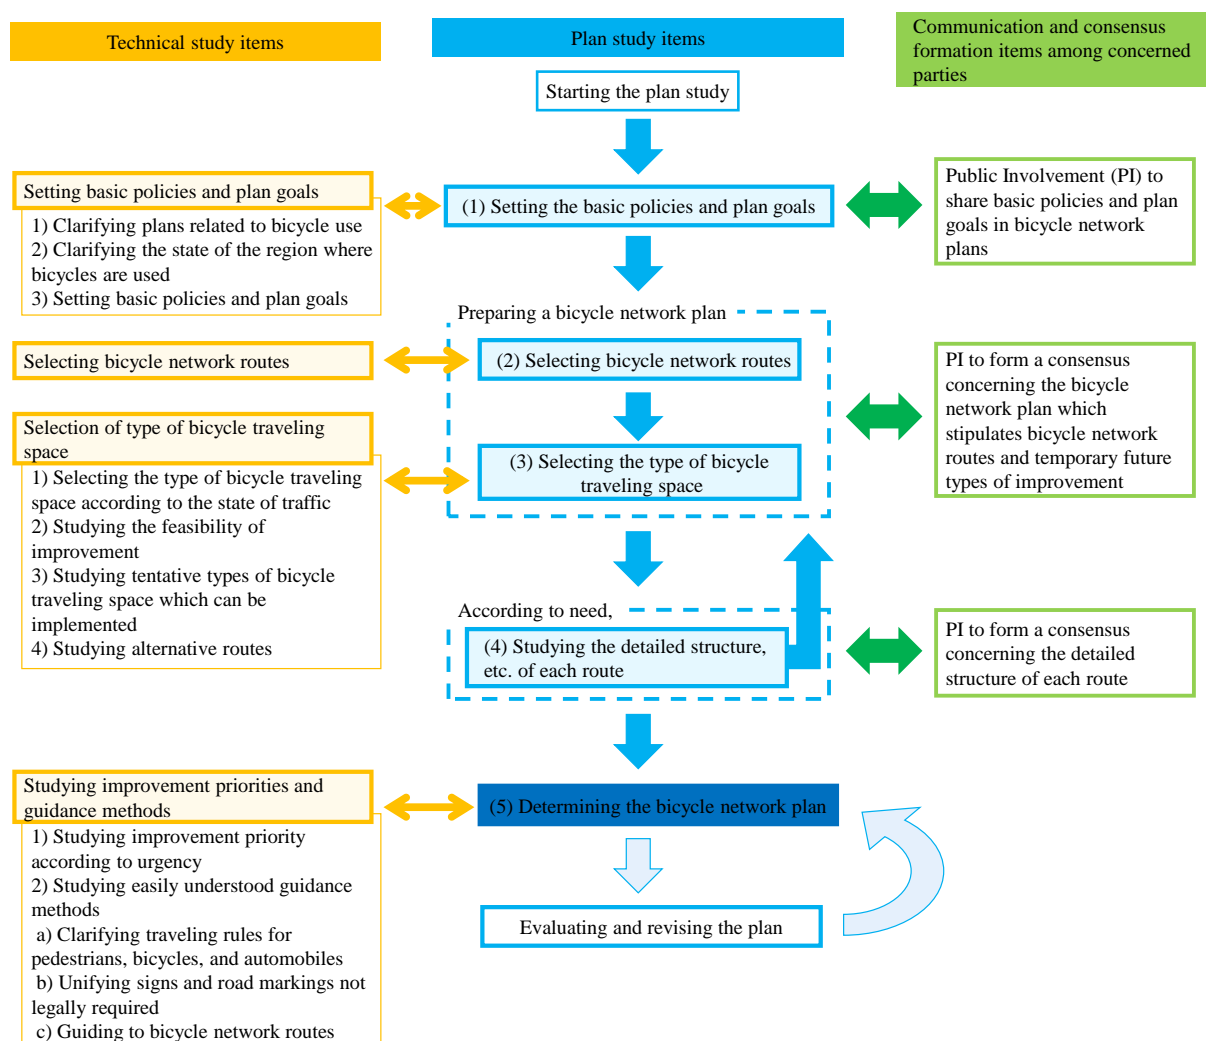 Technical study items
Plan study items
Communication and consensus
formation items among concerned
parties
Starting the plan study
Setting basic policies and plan goals
1) Clarifying plans related to bicycle use
2) Clarifying the state of the region where
bicycles are used
3) Setting basic policies and plan goals
(1) Setting the basic policies and plan goals
Public Involvement (PI) to
share basic policies and plan
goals in bicycle network
plans
Preparing a bicycle network plan
Selecting bicycle network routes
(2) Selecting bicycle network routes
PI to form a consensus
concerning the bicycle
network plan which
stipulates bicycle network
routes and temporary future
types of improvement
Selection of type of bicycle traveling
space
1) Selecting the type of bicycle traveling
space according to the state of traffic
2) Studying the feasibility of
improvement
3) Studying tentative types of bicycle
traveling space which can be
implemented
4) Studying alternative routes
(3) Selecting the type of bicycle
traveling space
According to need,
(4) Studying the detailed structure,
etc. of each route
PI to form a consensus
concerning the detailed
structure of each route
Studying improvement priorities and
guidance methods
1) Studying improvement priority
according to urgency
2) Studying easily understood guidance
methods
a) Clarifying traveling rules for
pedestrians, bicycles, and automobiles
b) Unifying signs and road markings not
legally required
c) Guiding to bicycle network routes
(5) Determining the bicycle network plan
Evaluating and revising the plan